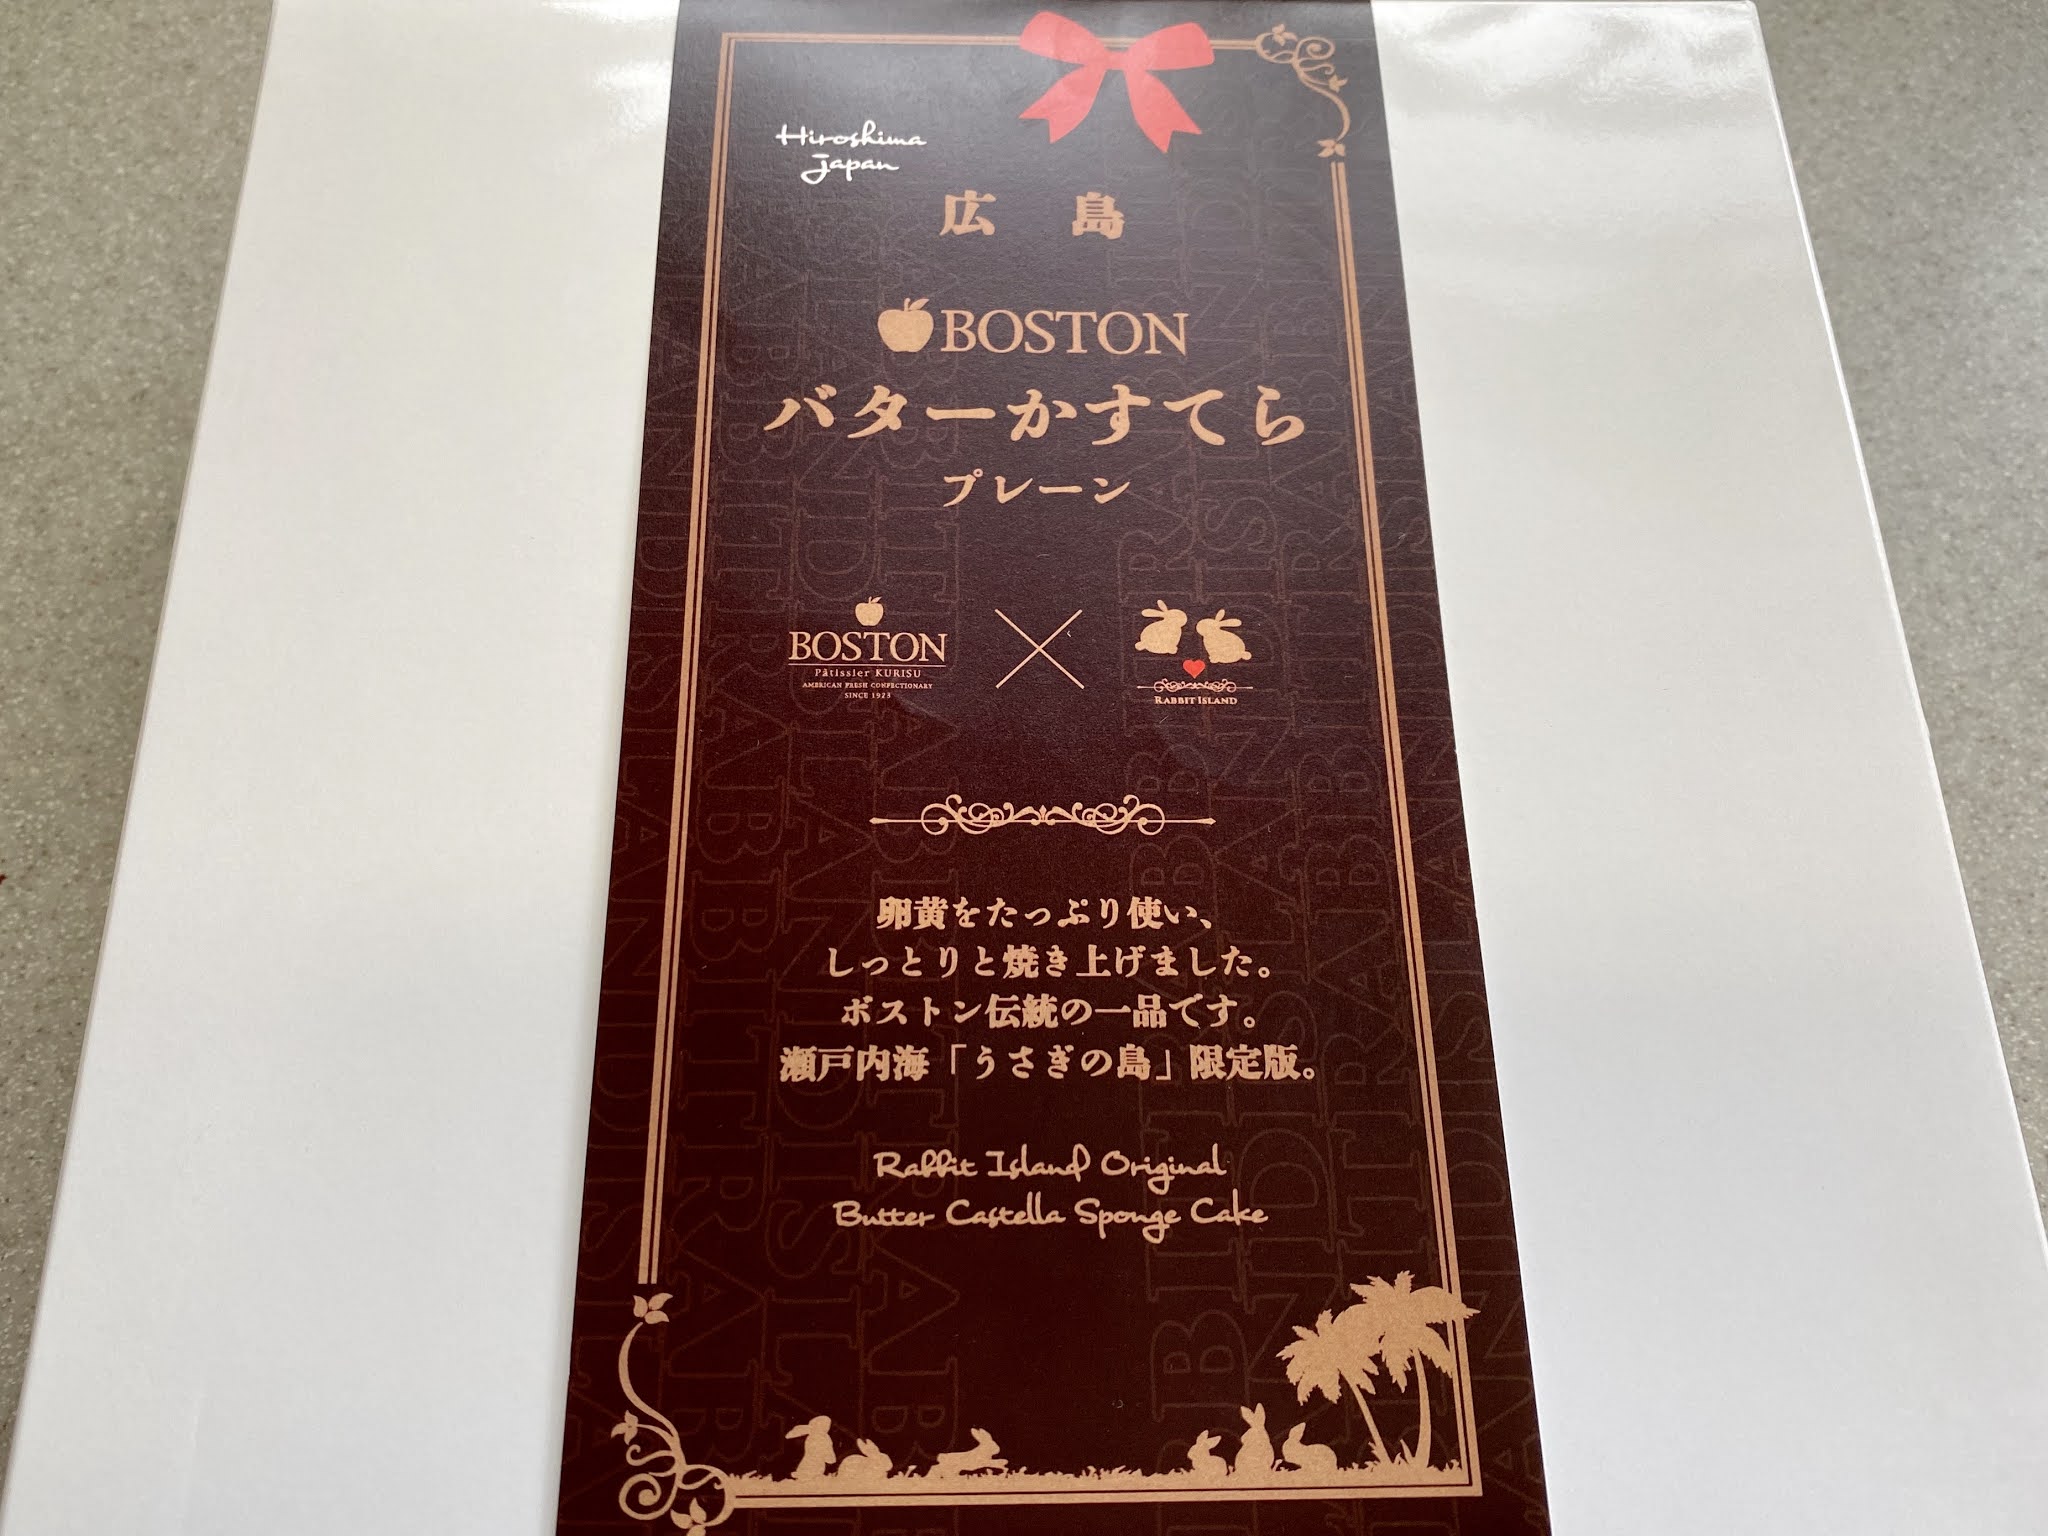 Hiroshima
Japan
広島
BOSTON
バターかすてら
プレーン
BOSTON
Pâtissier KURISU
AMERICAN FRESH CONFECTIONARY
SINCE 1923
RABBIT ISLAND
卵黄をたっぷり使い、
しっとりと焼き上げました。
ボストン伝統の一品です。
瀬戸内海「うさぎの島」限定版。
Rabbit Island Original
Butter Castella Sponge Cake